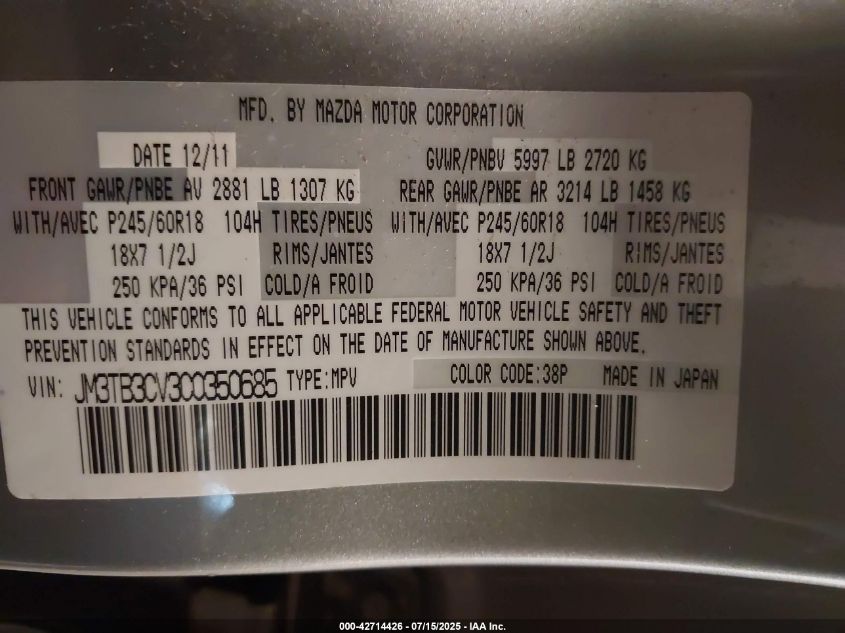 MFD. BY MAZDA MOTOR CORPORATION
DATE 12/11 GVWR/PNBV 5997 LB 2720 KG
FRONT GAWR/PNBE AV 2881 LB 1307 KG REAR GAWR/PNBE AR 3214 LB 1458 KG
WITH/AVEC P245/60R18 104H TIRES/PNEUS WITH/AVEC P245/60R18 104H TIRES/PNEUS
18X7 1/2J RIMS/JANTES 18X7 1/2J RIMS/JANTES
250 KPA/36 PSI COLD/A FROID 250 KPA/36 PSI COLD/A FROID
THIS VEHICLE CONFORMS TO ALL APPLICABLE FEDERAL MOTOR VEHICLE SAFETY AND THEFT
PREVENTION STANDARDS IN EFFECT ON THE DATE OF MANUFACTURE SHOWN ABOVE.
VIN: JM3TB3CV3C0350685 TYPE:MPV COLOR CODE:38P MADE IN JAPAN
000-42714426 - 07/15/2025 - IAA Inc.